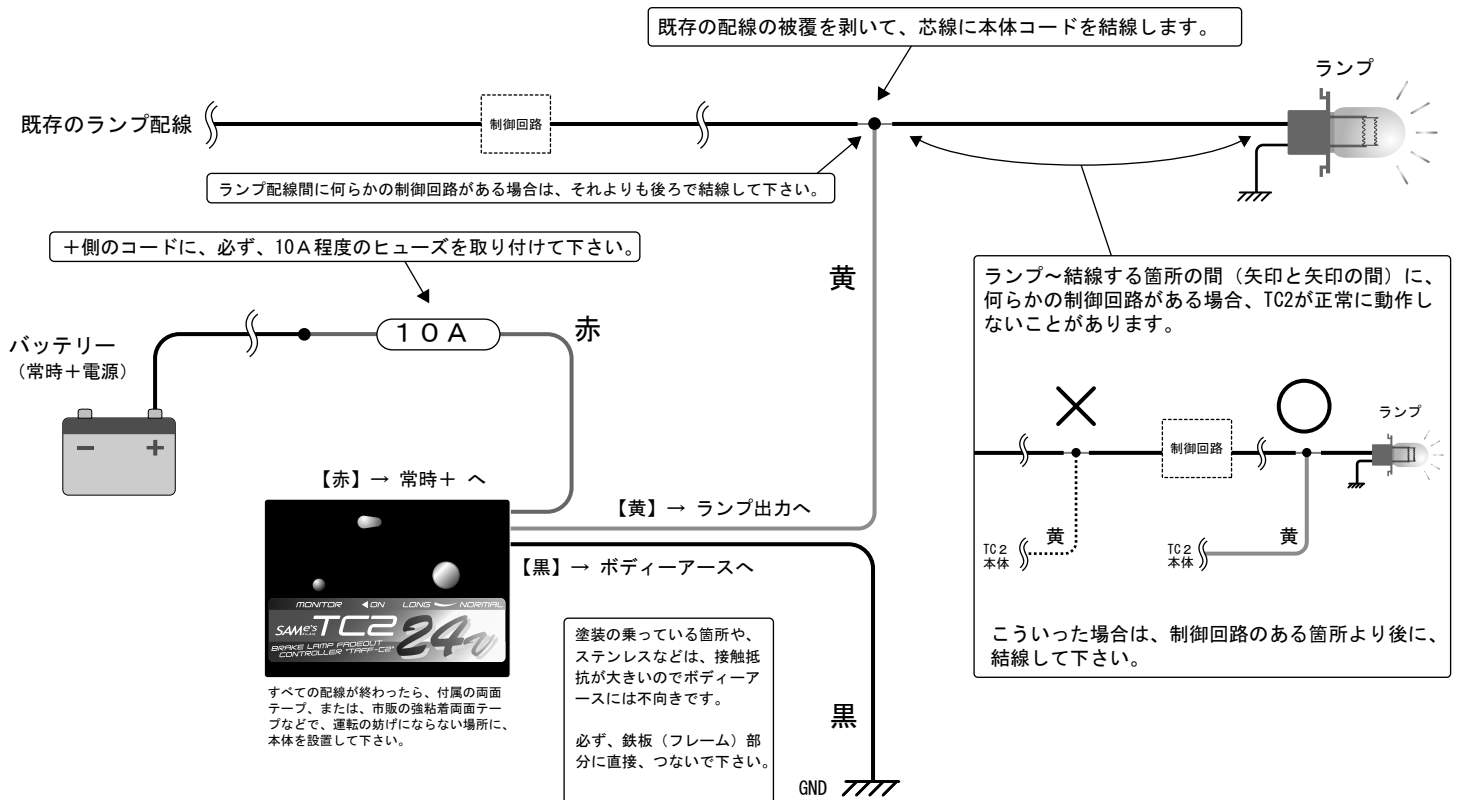 既存の配線の被覆を剥いて、芯線に本体コードを結線します。
ランプ
既存のランプ配線
制御回路
ランプ配線間に何らかの制御回路がある場合は、それよりも後ろで結線して下さい。
＋側のコードに、必ず、10A程度のヒューズを取り付けて下さい。
黄
１０Ａ
赤
バッテリー
（常時＋電源）
− +
【赤】→ 常時＋ へ
【黄】→ ランプ出力へ
【黒】→ ボディーアースへ
MONITOR ◀ON LONG NORMAL
SAMe's TC2 24v
BRAKE LAMP FADEOUT
CONTROLLER "TAFF-C2"
すべての配線が終わったら、付属の両面
テープ、または、市販の強粘着両面テー
プなどで、運転の妨げにならない場所に、
本体を設置して下さい。
塗装の乗っている箇所や、
ステンレスなどは、接触抵
抗が大きいのでボディーア
ースには不向きです。
必ず、鉄板（フレーム）部
分に直接、つないで下さい。
黒
GND
ランプ～結線する箇所の間（矢印と矢印の間）に、
何らかの制御回路がある場合、TC2が正常に動作し
ないことがあります。
ランプ
制御回路
黄
TC2
本体
黄
TC2
本体
こういった場合は、制御回路のある箇所より後に、
結線して下さい。